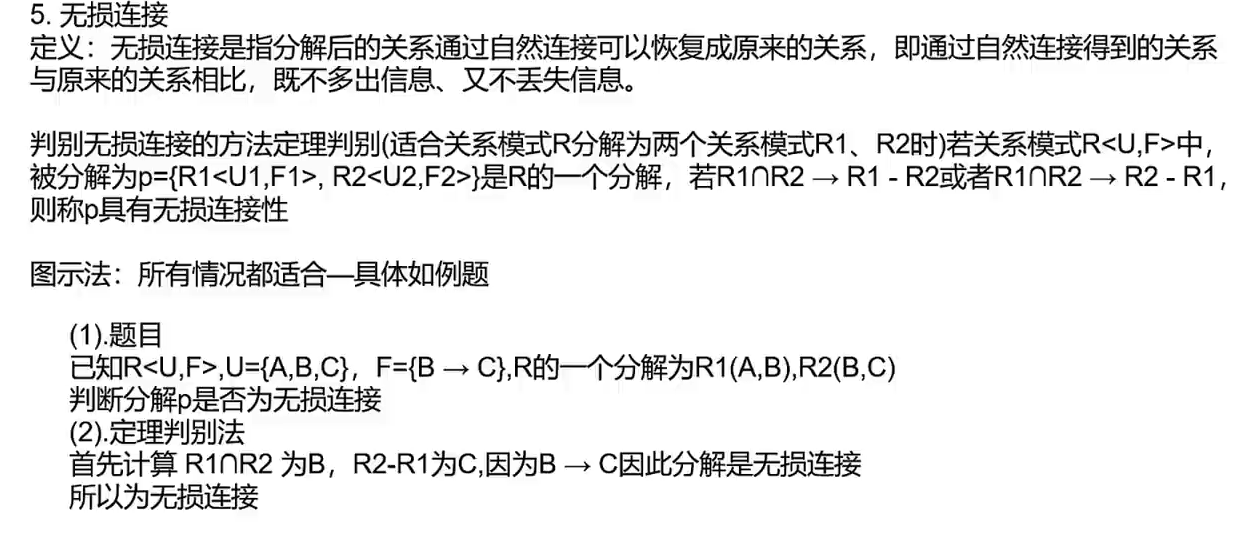 5. 无损连接
定义：无损连接是指分解后的关系通过自然连接可以恢复成原来的关系，即通过自然连接得到的关系
与原来的关系相比，既不多出信息、又不丢失信息。
判别无损连接的方法定理判别(适合关系模式R分解为两个关系模式R1、R2时)若关系模式R<U,F>中，
被分解为p={R1<U1,F1>, R2<U2,F2>}是R的一个分解，若R1∩R2 → R1 - R2或者R1∩R2 → R2 - R1，
则称p具有无损连接性
图示法：所有情况都适合—具体如例题
(1).题目
已知R<U,F>,U={A,B,C}，F={B → C},R的一个分解为R1(A,B),R2(B,C)
判断分解p是否为无损连接
(2).定理判别法
首先计算 R1∩R2 为B，R2-R1为C,因为B → C因此分解是无损连接
所以为无损连接